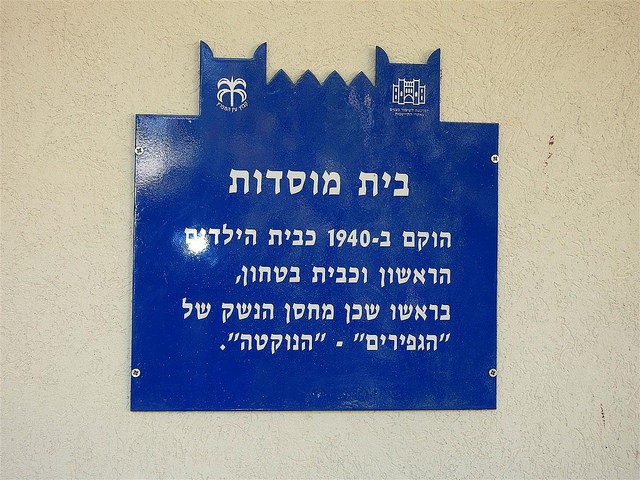 בית מוסדות
הוקם ב-1940 כבית הילדים
הראשון וכבית בטחון,
בראשו שכן מחסן הנשק של
"הגפירים" - "הנוקטה".